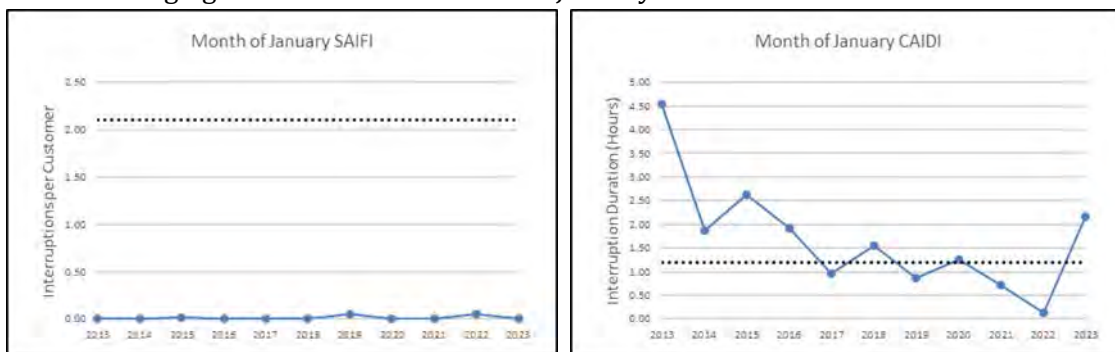 Month of January SAIFI
Interruptions per Customer
2.50
2.00
1.50
1.00
0.50
0.00
2013 2014 2015 2016 2017 2018 2019 2020 2021 2022 2023
Month of January CAIDI
Interruption Duration (Hours)
5.00
4.50
4.00
3.50
3.00
2.50
2.00
1.50
1.00
0.50
0.00
2013 2014 2015 2016 2017 2018 2019 2020 2021 2022 2023